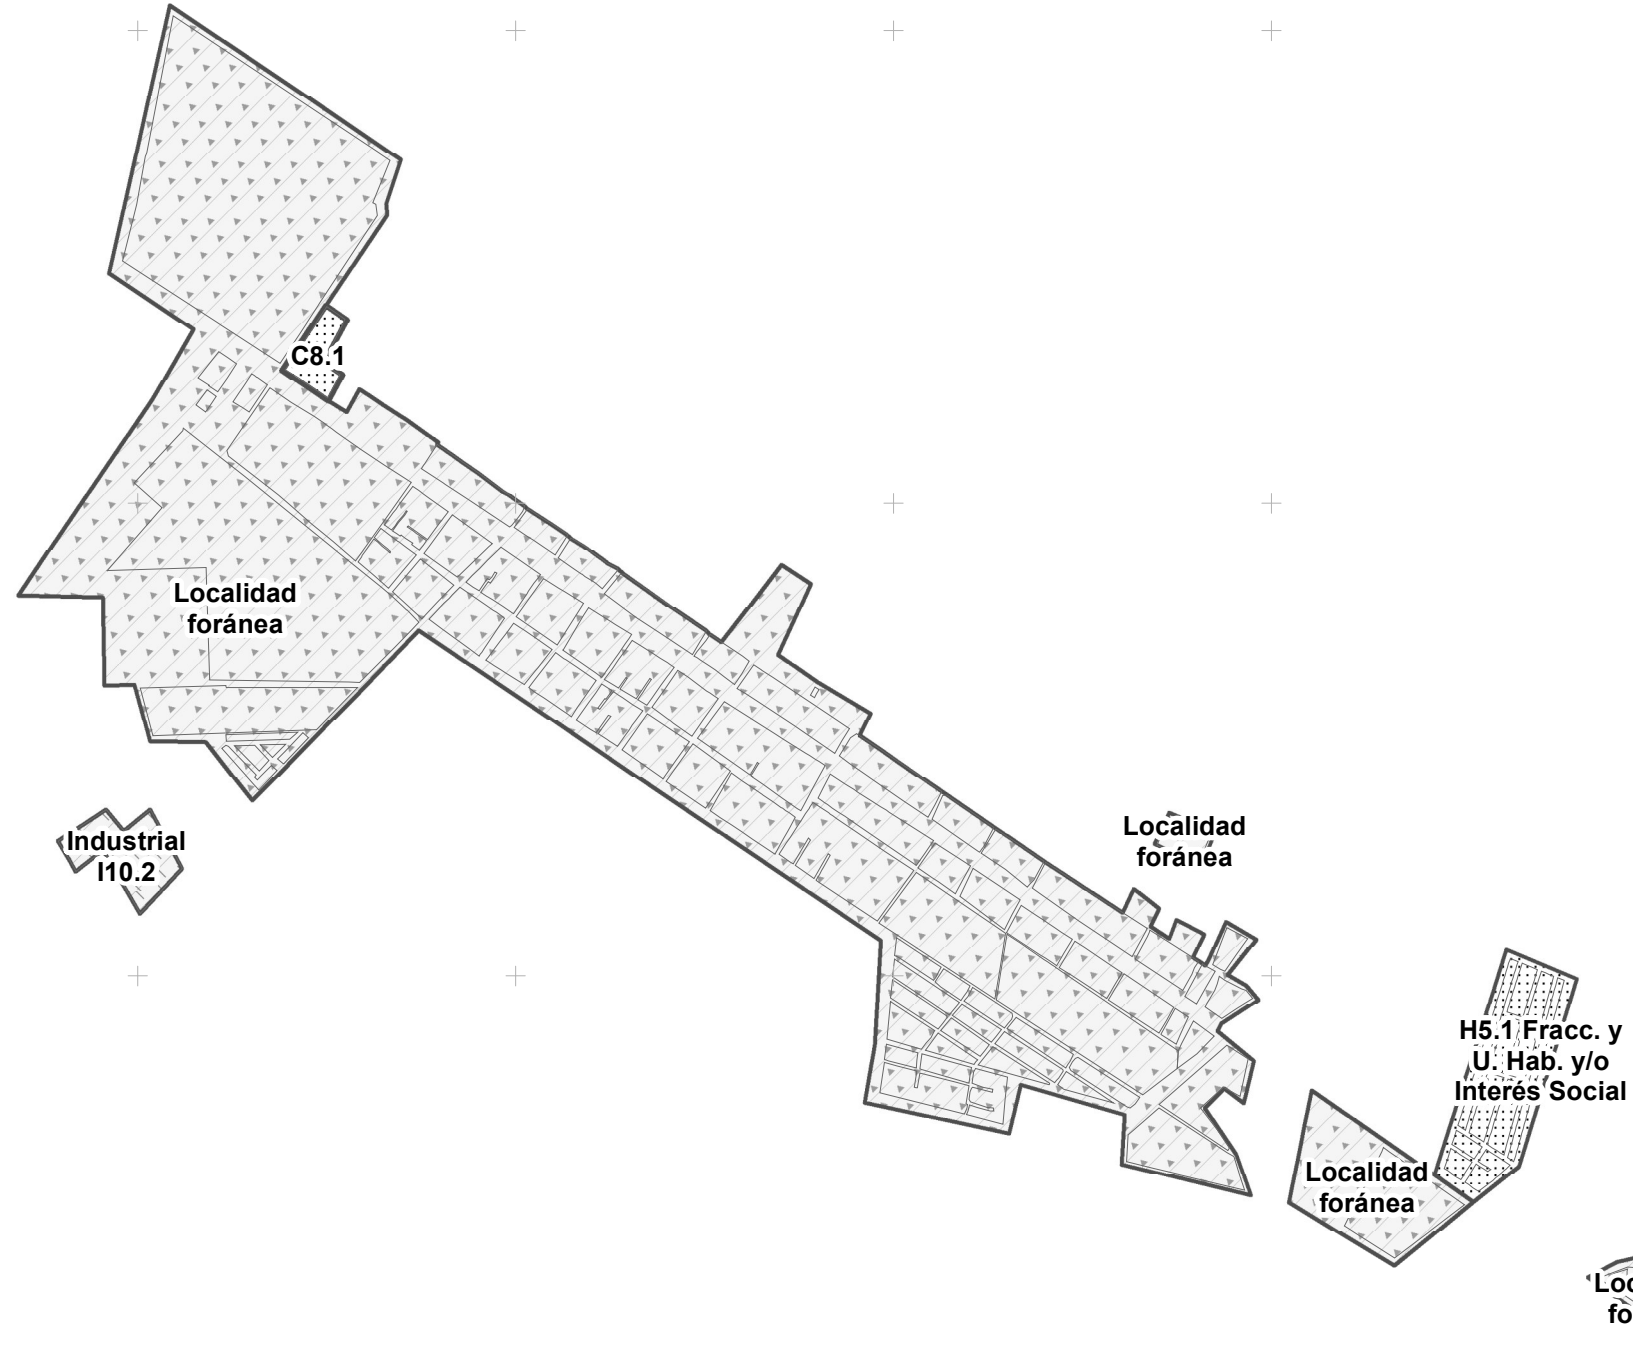 C8.1
Localidad
foránea
Industrial
I10.2
Localidad
foránea
H5.1 Fracc. y
U. Hab. y/o
Interés Social
Localidad
foránea